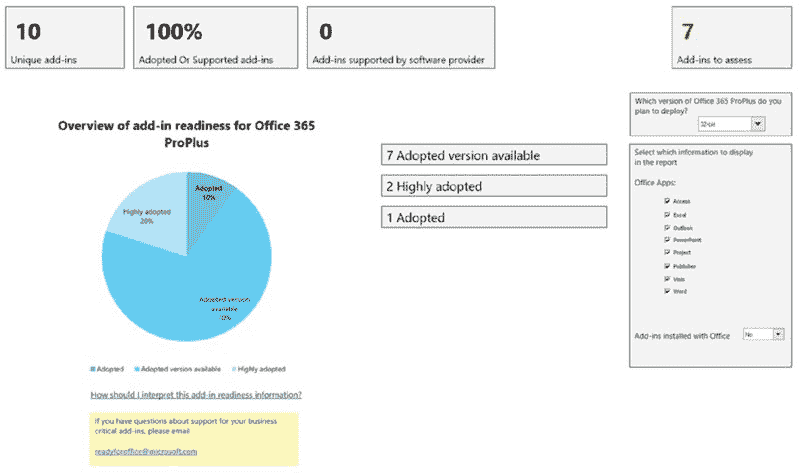 10
Unique add-ins
100%
Adopted Or Supported add-ins
0
Add-ins supported by software provider
7
Add-ins to assess
Overview of add-in readiness for Office 365
ProPlus
Adopted
10%
Highly adopted
20%
Adopted version
available
Adopted
Adopted version available
Highly adopted
How should I interpret this add-in readiness information?
If you have questions about support for your business
critical add-ins, please email
readyforoffice@microsoft.com
7 Adopted version available
2 Highly adopted
1 Adopted
Which version of Office 365 ProPlus do you
plan to deploy?
32-bit
Select which information to display
in the report
Office Apps:
Access
Excel
Outlook
PowerPoint
Project
Publisher
Visio
Word
Add-ins installed with Office
No